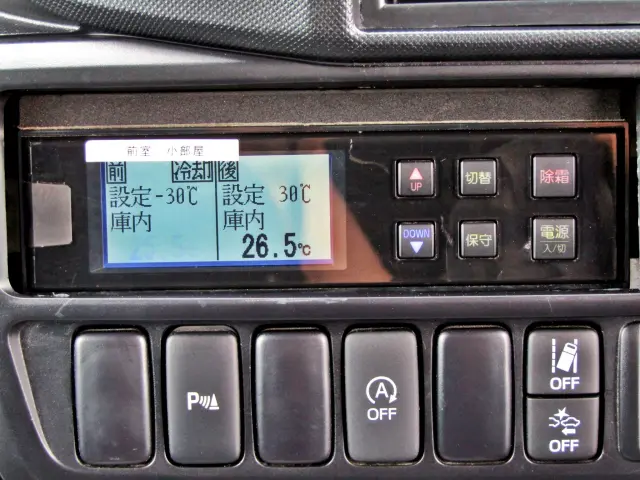 前室 小部屋
前 冷却 後
設定-30℃ 設定 30℃
庫内 庫内
26.5℃
UP 切替 除霜
DOWN 保守 電源
入/切
P
A
OFF
OFF
OFF